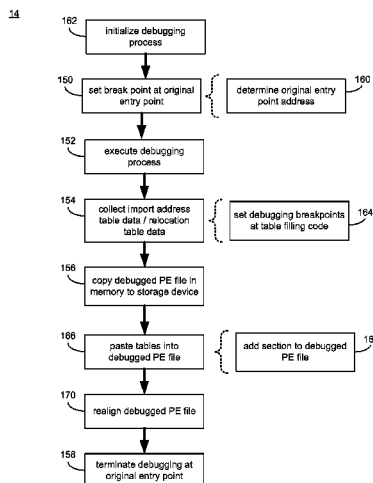 14
162
initialize debugging
process
150
set break point at original
entry point
160
determine original entry
point address
152
execute debugging
process
154
collect import address
table data / relocation
table data
164
set debugging breakpoints
at table filling code
156
copy debugged PE file in
memory to storage device
166
paste tables into
debugged PE file
16
add section to debugged
PE file
170
realign debugged PE file
158
terminate debugging at
original entry point